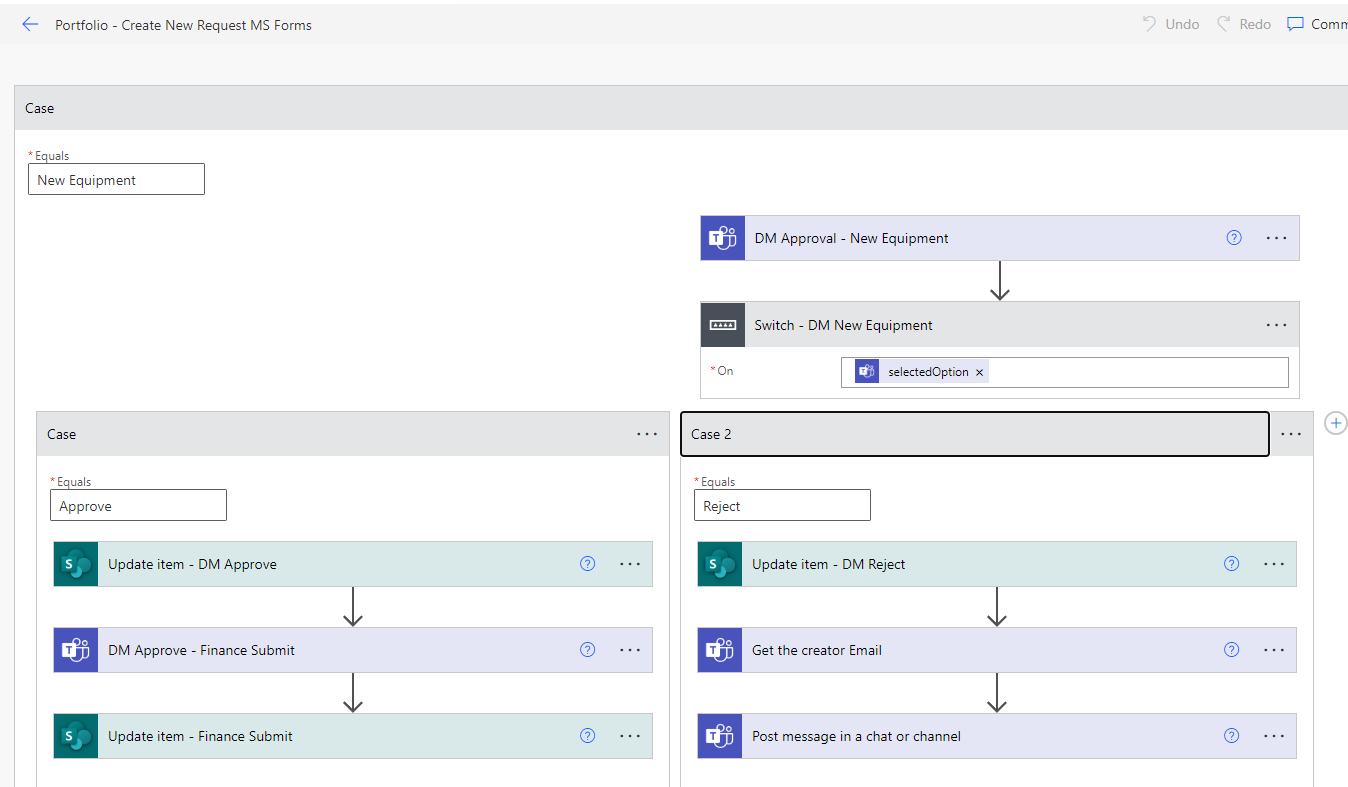 Portfolio - Create New Request MS Forms
Undo
Redo
Comm
Case
* Equals
New Equipment
DM Approval - New Equipment
Switch - DM New Equipment
* On
selectedOption ×
Case
Case 2
* Equals
Approve
* Equals
Reject
Update item - DM Approve
Update item - DM Reject
DM Approve - Finance Submit
Get the creator Email
Update item - Finance Submit
Post message in a chat or channel